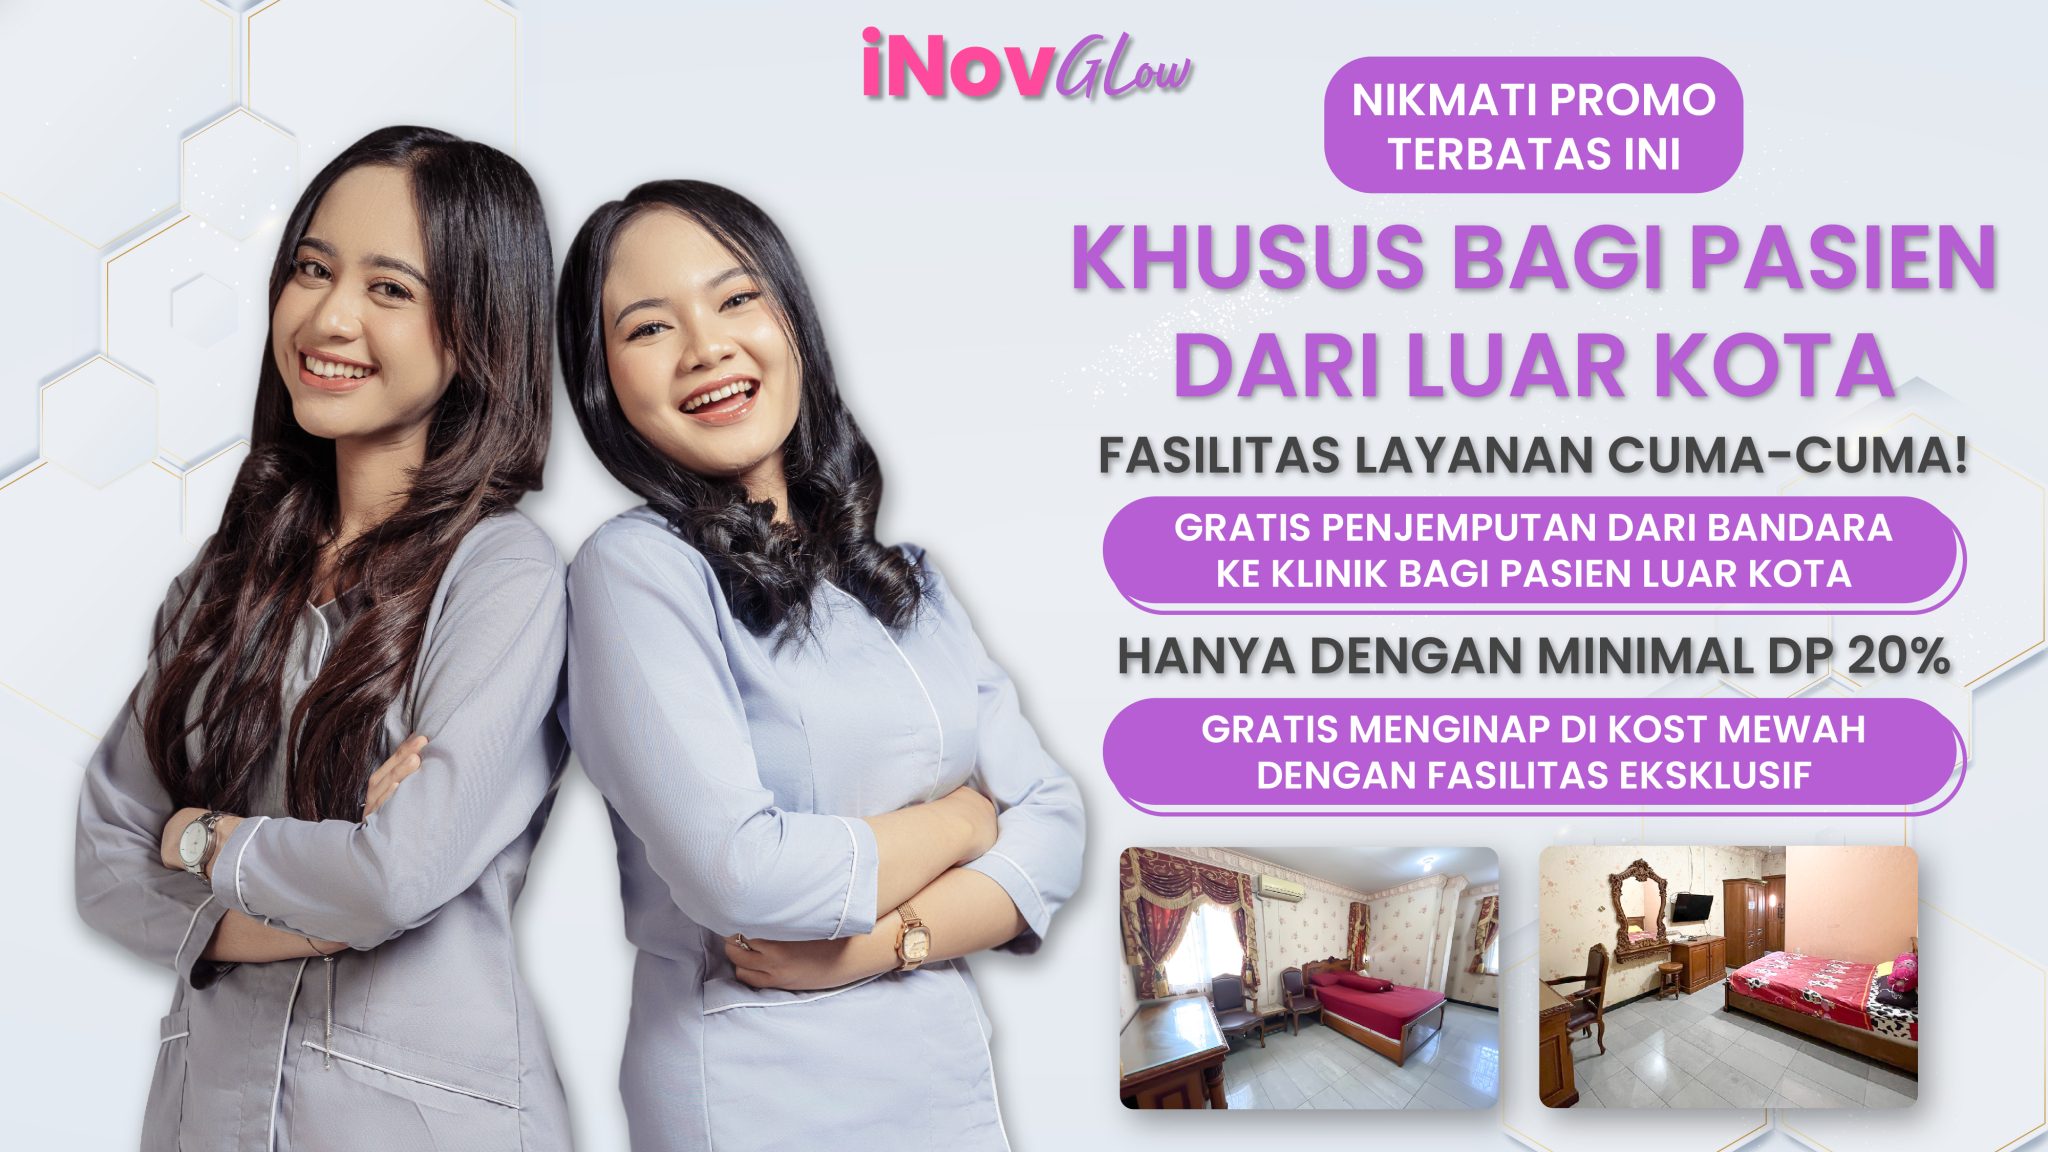 iNovGLow
NIKMATI PROMO
TERBATAS INI
KHUSUS BAGI PASIEN
DARI LUAR KOTA
FASILITAS LAYANAN CUMA-CUMA!
GRATIS PENJEMPUTAN DARI BANDARA
KE KLINIK BAGI PASIEN LUAR KOTA
HANYA DENGAN MINIMAL DP 20%
GRATIS MENGINAP DI KOST MEWAH
DENGAN FASILITAS EKSKLUSIF